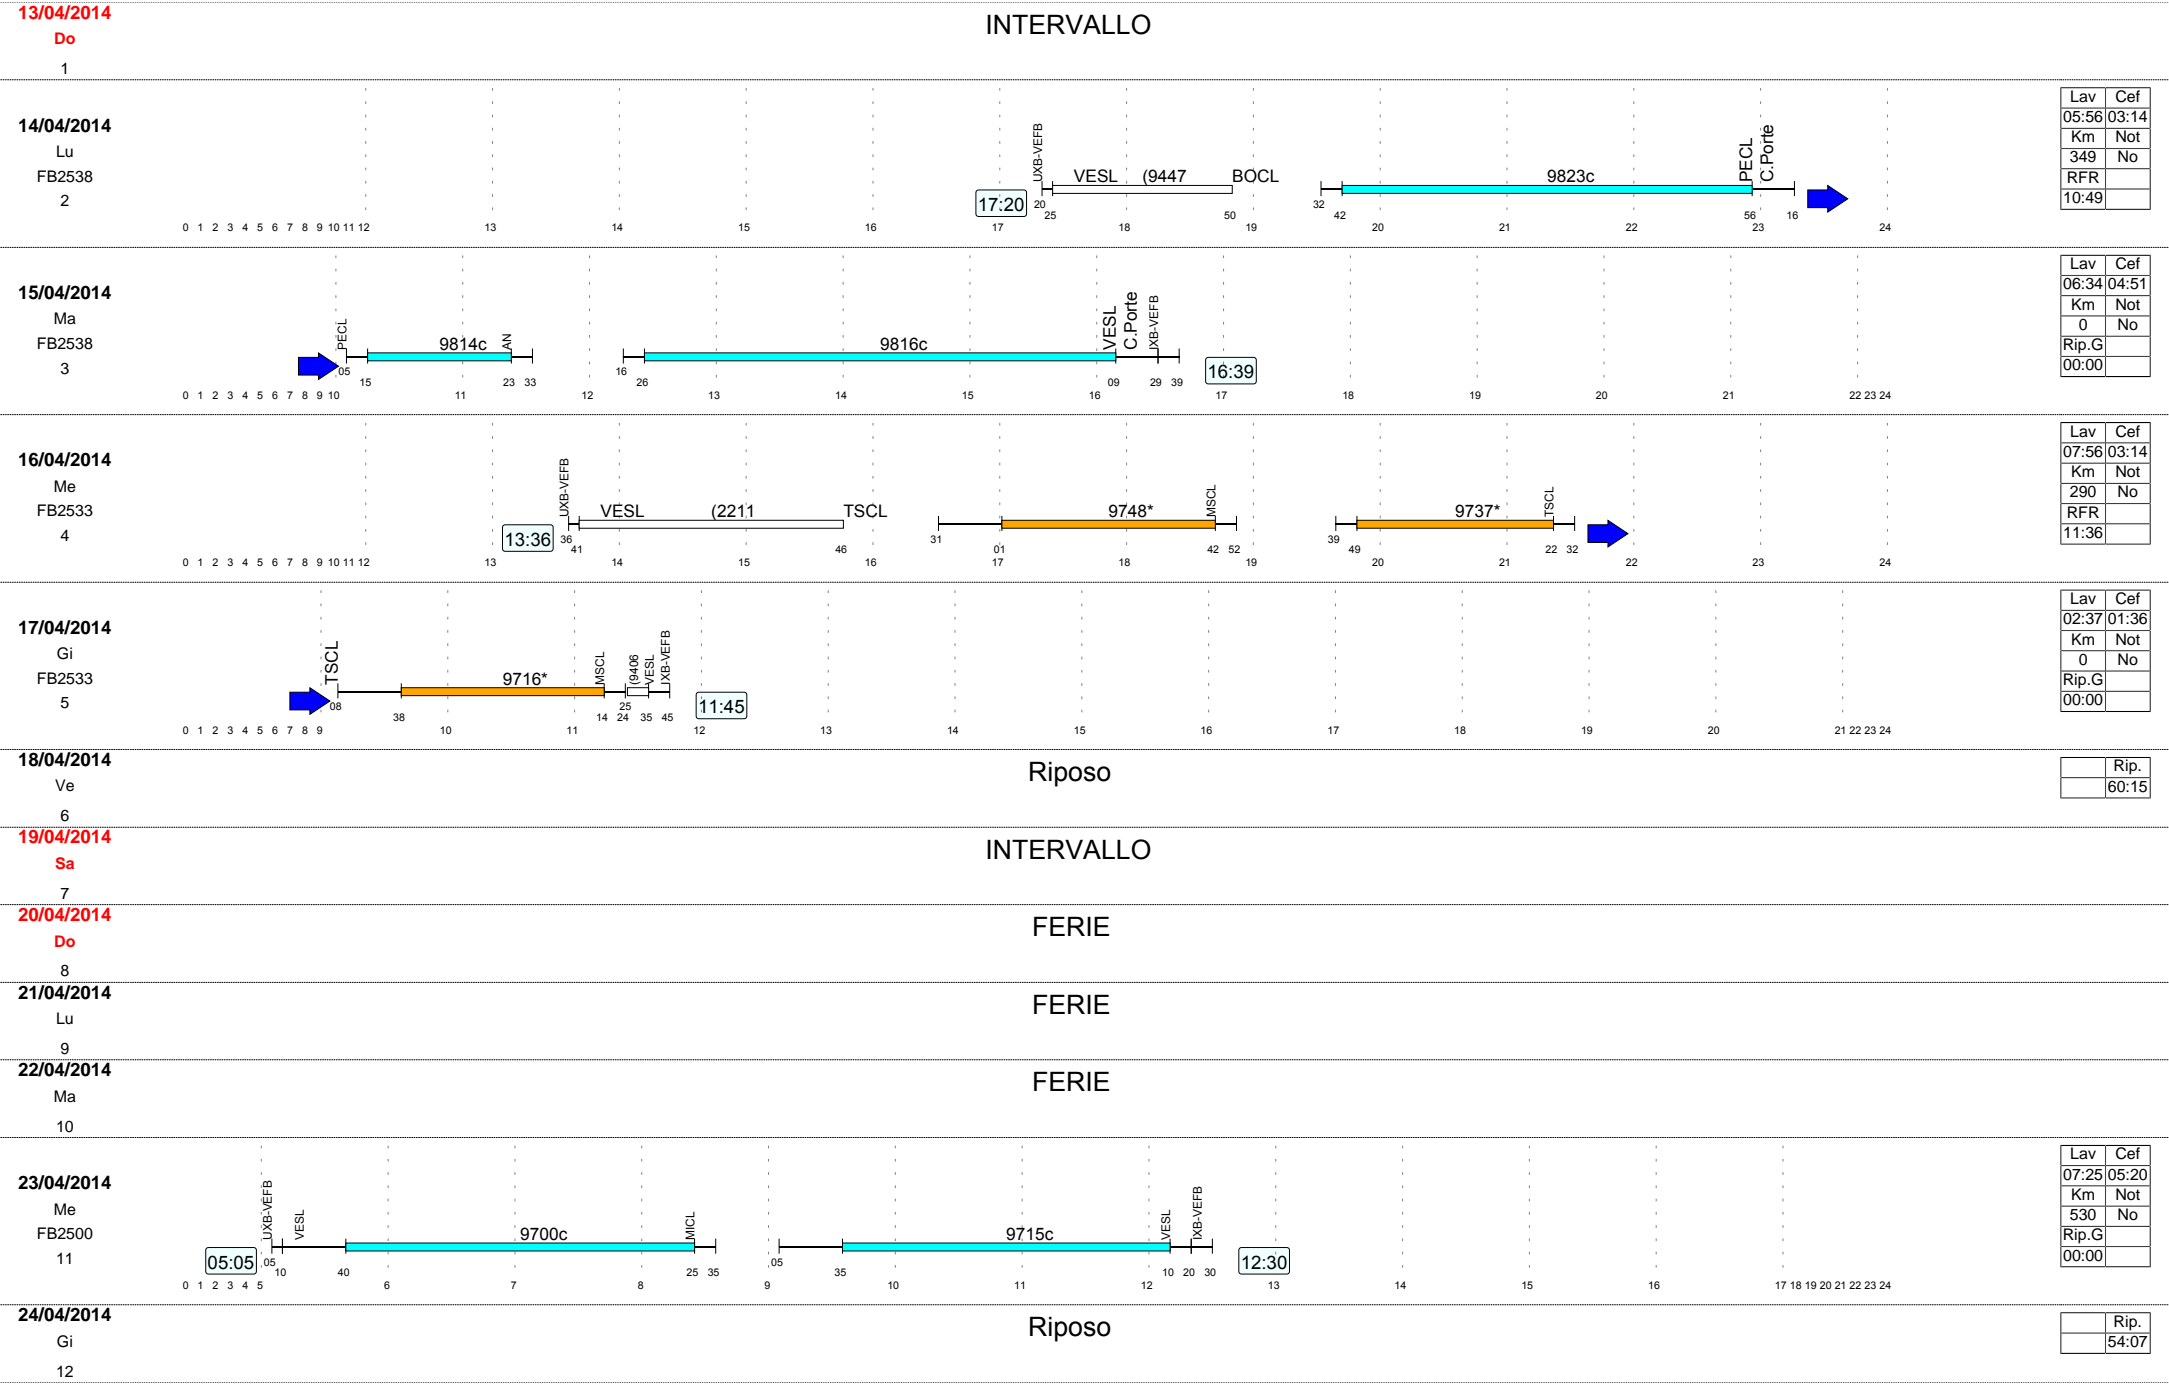 13/04/2014
Do
1
INTERVALLO
14/04/2014
Lu
FB2538
2
17:20
UXB-VEFB
VESL (9447 BOCL
9823c
PECL
C.Porte
20 25 50 32 42 56 16
0 1 2 3 4 5 6 7 8 9 10 11 12 13 14 15 16 17 18 19 20 21 22 23 24
Lav Cef
05:56 03:14
Km Not
349 No
RFR
10:49
15/04/2014
Ma
FB2538
3
PECL
9814c
AN
9816c
VESL
C.Porte
IXB-VEFB
16:39
05 15 23 33 16 26 09 29 39
0 1 2 3 4 5 6 7 8 9 10 11 12 13 14 15 16 17 18 19 20 21 22 23 24
Lav Cef
06:34 04:51
Km Not
0 No
Rip.G
00:00
16/04/2014
Me
FB2533
4
13:36
UXB-VEFB
VESL (2211 TSCL
9748*
MSCL
9737*
TSCL
36 41 46 31 01 42 52 39 49 22 32
0 1 2 3 4 5 6 7 8 9 10 11 12 13 14 15 16 17 18 19 20 21 22 23 24
Lav Cef
07:56 03:14
Km Not
290 No
RFR
11:36
17/04/2014
Gi
FB2533
5
TSCL
9716*
MSCL
(9406
VESL
IXB-VEFB
11:45
08 38 14 24 25 35 45
0 1 2 3 4 5 6 7 8 9 10 11 12 13 14 15 16 17 18 19 20 21 22 23 24
Lav Cef
02:37 01:36
Km Not
0 No
Rip.G
00:00
18/04/2014
Ve
6
Riposo
Rip.
60:15
19/04/2014
Sa
7
INTERVALLO
20/04/2014
Do
8
FERIE
21/04/2014
Lu
9
FERIE
22/04/2014
Ma
10
FERIE
23/04/2014
Me
FB2500
11
05:05
UXB-VEFB
VESL
9700c
MICL
9715c
VESL
IXB-VEFB
12:30
05 10 40 25 35 05 35 10 20 30
0 1 2 3 4 5 6 7 8 9 10 11 12 13 14 15 16 17 18 19 20 21 22 23 24
Lav Cef
07:25 05:20
Km Not
530 No
Rip.G
00:00
24/04/2014
Gi
12
Riposo
Rip.
54:07